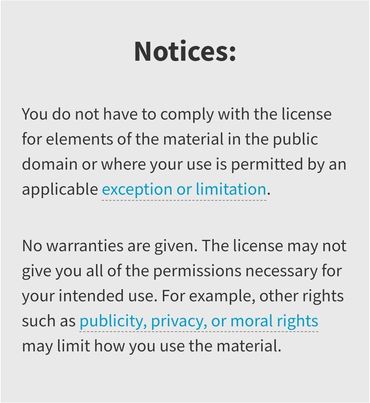 Notices:
You do not have to comply with the license
for elements of the material in the public
domain or where your use is permitted by an
applicable exception or limitation.
No warranties are given. The license may not
give you all of the permissions necessary for
your intended use. For example, other rights
such as publicity, privacy, or moral rights
may limit how you use the material.